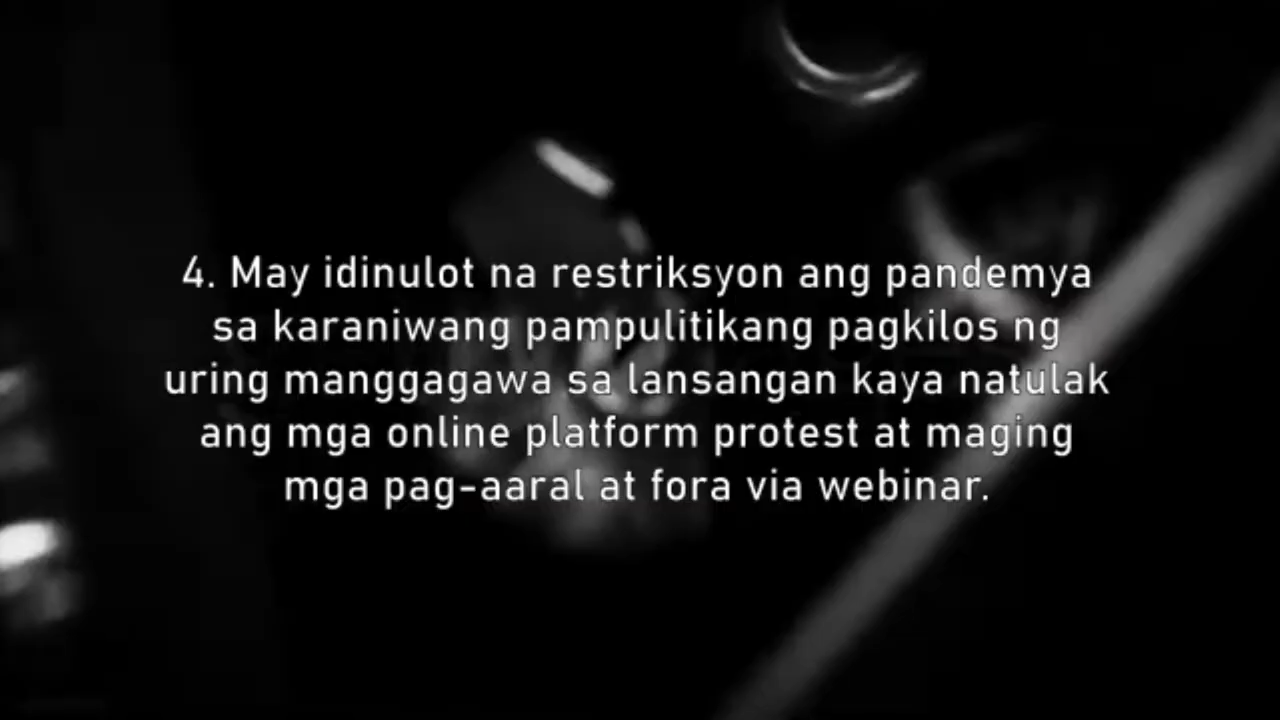 4. May idinulot na restriksyon ang pandemya
sa karaniwang pampulitikang pagkilos ng
uring manggagawa sa lansangan kaya natulak
ang mga online platform protest at maging
mga pag-aaral at fora via webinar.